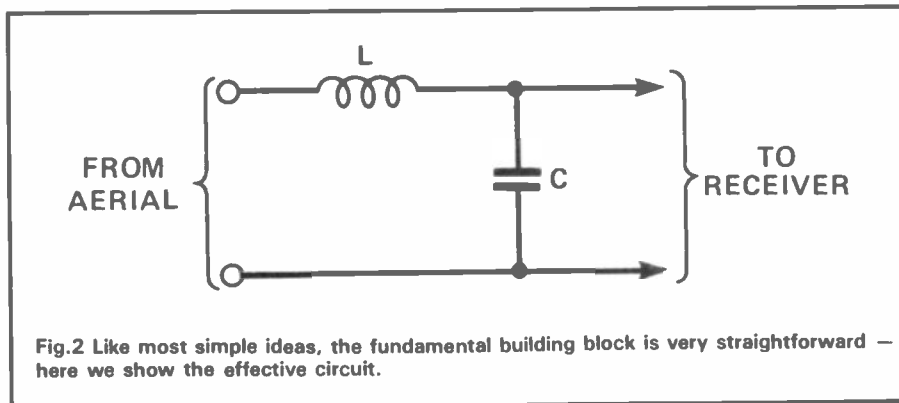 L
FROM
AERIAL
C
TO
RECEIVER
Fig.2 Like most simple ideas, the fundamental building block is very straightforward —
here we show the effective circuit.